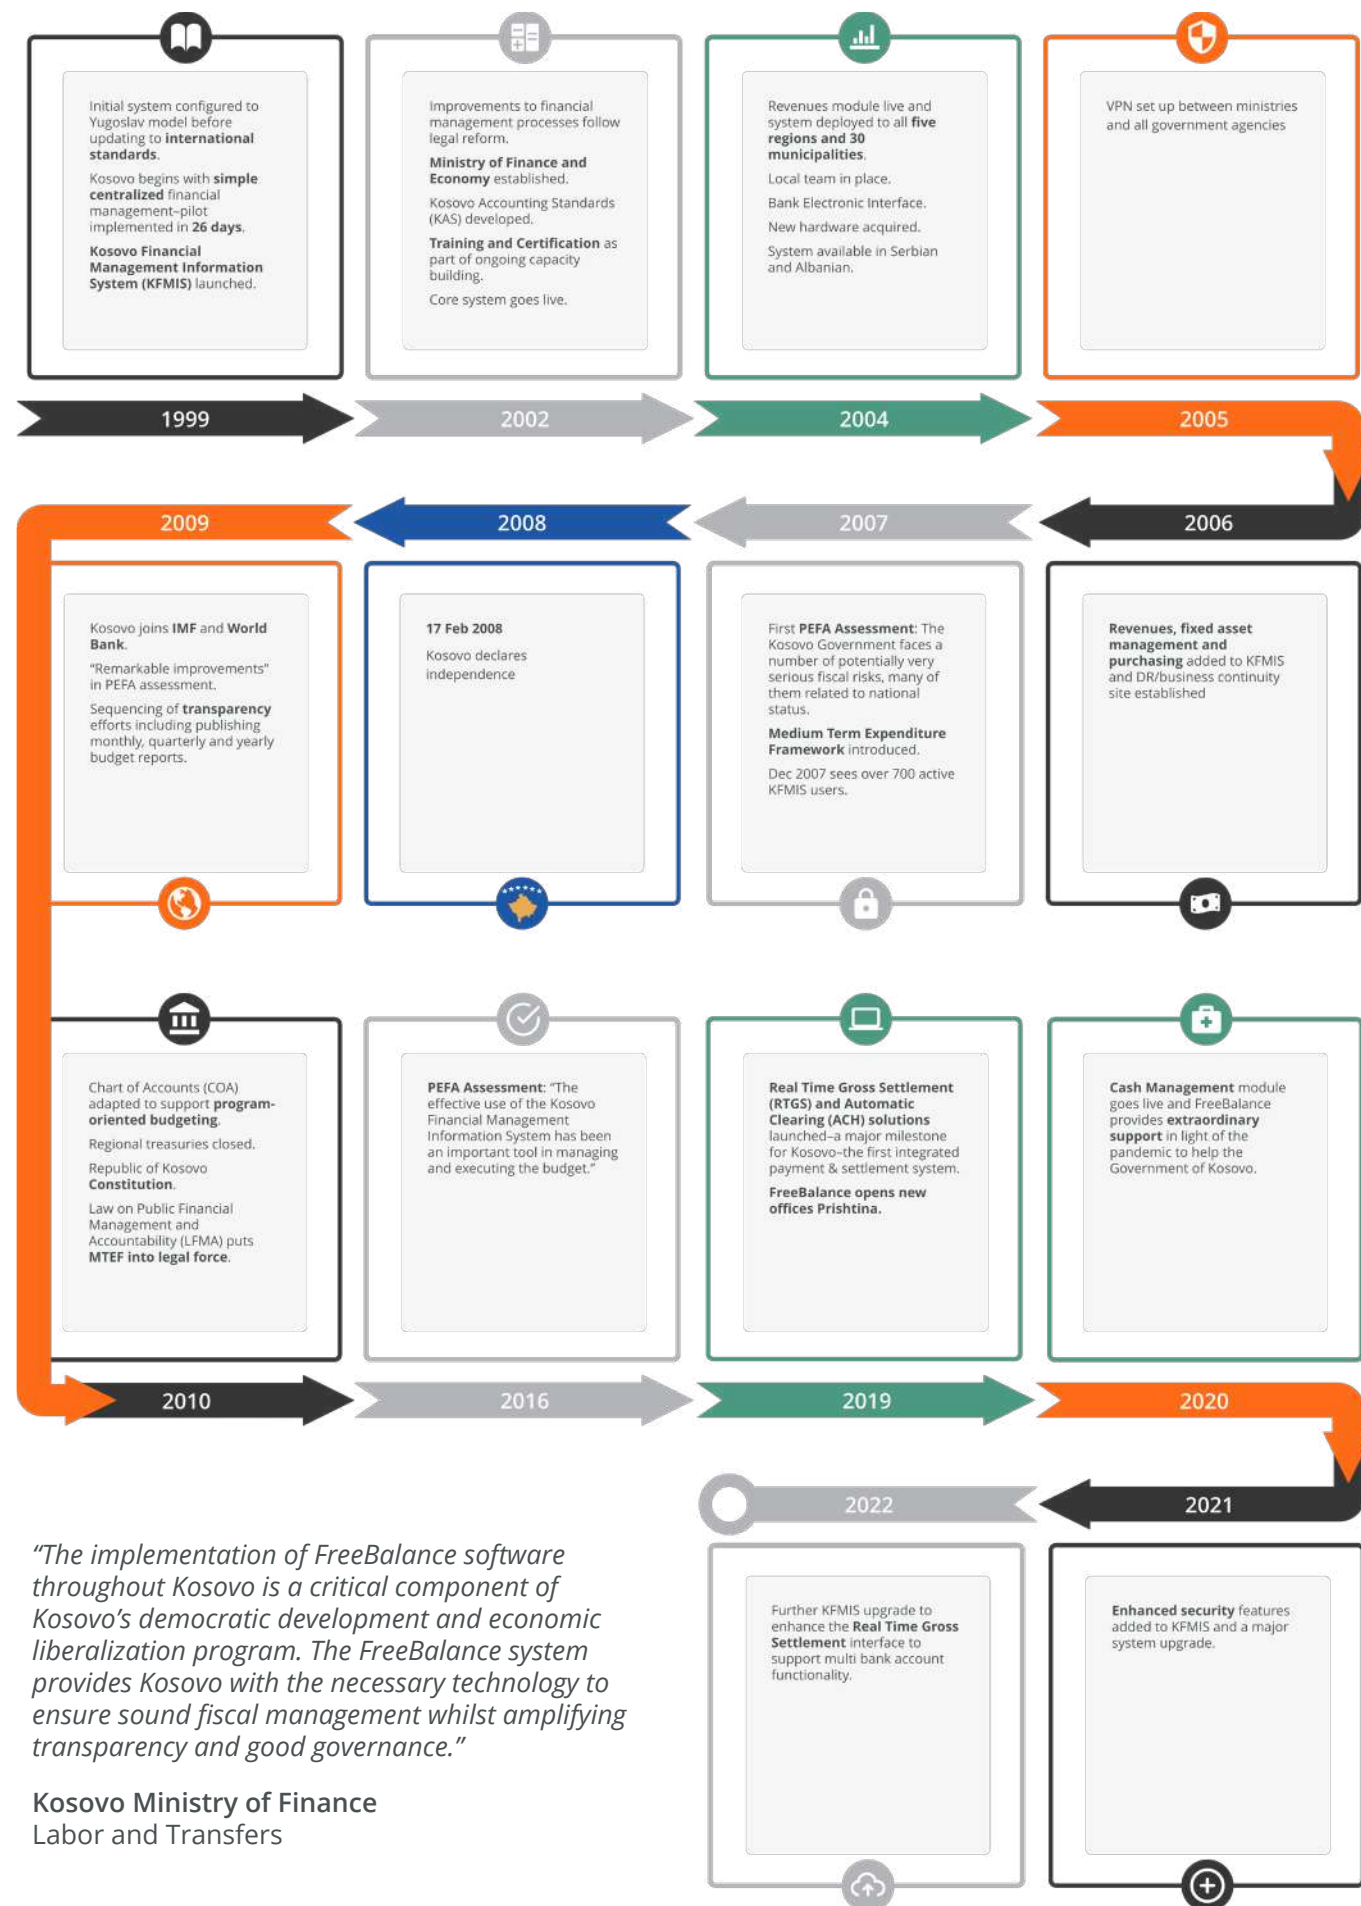 Initial system configured to
Yugoslav model before
updating to international
standards.
Kosovo begins with simple
centralized financial
management–pilot
implemented in 26 days.
Kosovo Financial
Management Information
System (KFMIS) launched.
1999
Improvements to financial
management processes follow
legal reform.
Ministry of Finance and
Economy established.
Kosovo Accounting Standards
(KAS) developed.
Training and Certification as
part of ongoing capacity
building.
Core system goes live.
2002
Revenues module live and
system deployed to all five
regions and 30
municipalities.
Local team in place.
Bank Electronic Interface.
New hardware acquired.
System available in Serbian
and Albanian.
2004
VPN set up between ministries
and all government agencies
2005
2006
Revenues, fixed asset
management and
purchasing added to KFMIS
and DR/business continuity
site established
2007
First PEFA Assessment: The
Kosovo Government faces a
number of potentially very
serious fiscal risks, many of
them related to national
status.
Medium Term Expenditure
Framework introduced.
Dec 2007 sees over 700 active
KFMIS users.
2008
17 Feb 2008
Kosovo declares
independence
2009
Kosovo joins IMF and World
Bank.
“Remarkable improvements”
in PEFA assessment.
Sequencing of transparency
efforts including publishing
monthly, quarterly and yearly
budget reports.
Chart of Accounts (COA)
adapted to support program-
oriented budgeting.
Regional treasuries closed.
Republic of Kosovo
Constitution.
Law on Public Financial
Management and
Accountability (LFMA) puts
MTEF into legal force.
2010
PEFA Assessment: “The
effective use of the Kosovo
Financial Management
Information System has been
an important tool in managing
and executing the budget.”
2016
Real Time Gross Settlement
(RTGS) and Automatic
Clearing (ACH) solutions
launched–a major milestone
for Kosovo–the first integrated
payment & settlement system.
FreeBalance opens new
offices Prishtina.
2019
Cash Management module
goes live and FreeBalance
provides extraordinary
support in light of the
pandemic to help the
Government of Kosovo.
2020
2021
Enhanced security features
added to KFMIS and a major
system upgrade.
2022
Further KFMIS upgrade to
enhance the Real Time Gross
Settlement interface to
support multi bank account
functionality.
“The implementation of FreeBalance software
throughout Kosovo is a critical component of
Kosovo’s democratic development and economic
liberalization program. The FreeBalance system
provides Kosovo with the necessary technology to
ensure sound fiscal management whilst amplifying
transparency and good governance.”
Kosovo Ministry of Finance
Labor and Transfers